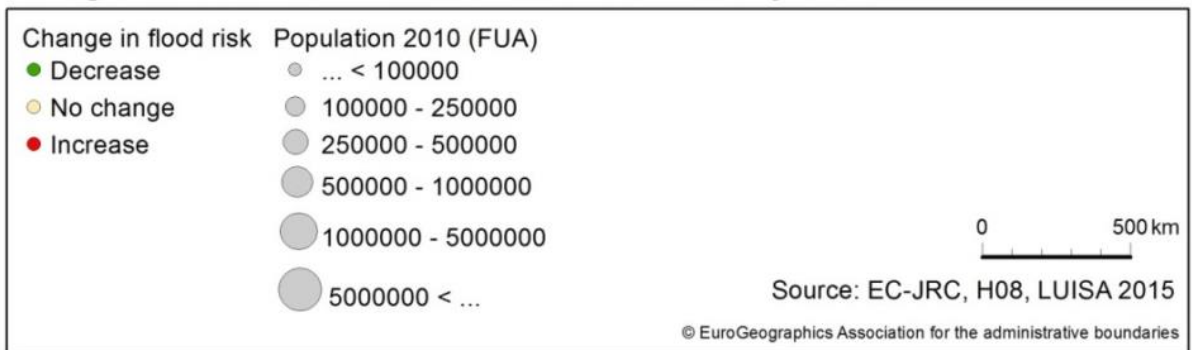 Change in flood risk
Decrease
No change
Increase
Population 2010 (FUA)
... < 100000
100000 - 250000
250000 - 500000
500000 - 1000000
1000000 - 5000000
5000000 < ...
0 500 km
Source: EC-JRC, H08, LUISA 2015
© EuroGeographics Association for the administrative boundaries